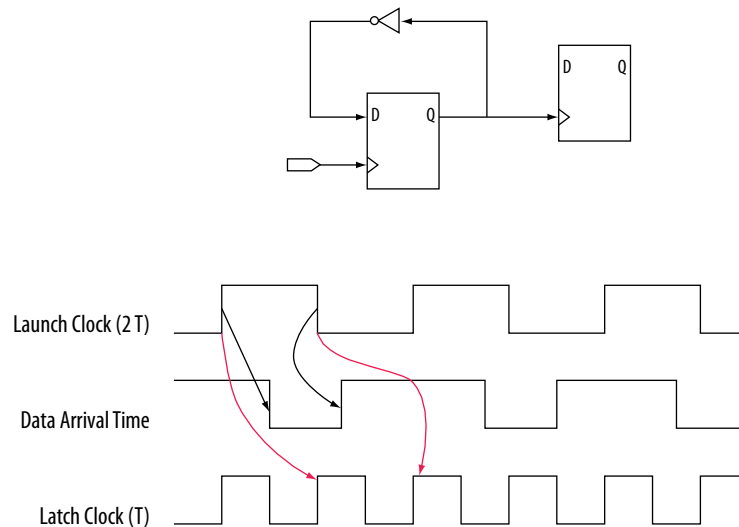 D Q
D Q
Launch Clock (2 T)
Data Arrival Time
Latch Clock (T)